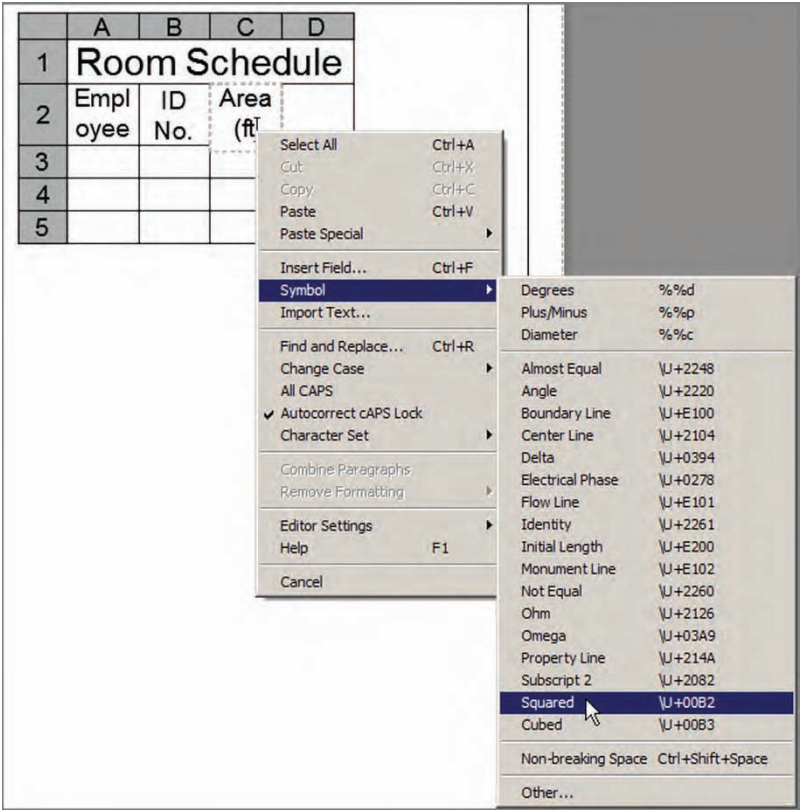 A B C D
1 Room Schedule
2 Empl
oyee ID
No. Area
(ft)
3
4
5
Select All Ctrl+A
Cut Ctrl+X
Copy Ctrl+C
Paste Ctrl+V
Paste Special
Insert Field... Ctrl+F
Symbol
Import Text...
Find and Replace... Ctrl+R
Change Case
All CAPS
Autocorrect cAPS Lock
Character Set
Combine Paragraphs
Remove Formatting
Editor Settings
Help F1
Cancel
Degrees %%d
Plus/Minus %%p
Diameter %%c
Almost Equal \U+2248
Angle \U+2220
Boundary Line \U+E100
Center Line \U+2104
Delta \U+0394
Electrical Phase \U+0278
Flow Line \U+E101
Identity \U+2261
Initial Length \U+E200
Monument Line \U+E102
Not Equal \U+2260
Ohm \U+2126
Omega \U+03A9
Property Line \U+214A
Subscript 2 \U+2082
Squared \U+00B2
Cubed \U+00B3
Non-breaking Space Ctrl+Shift+Space
Other...